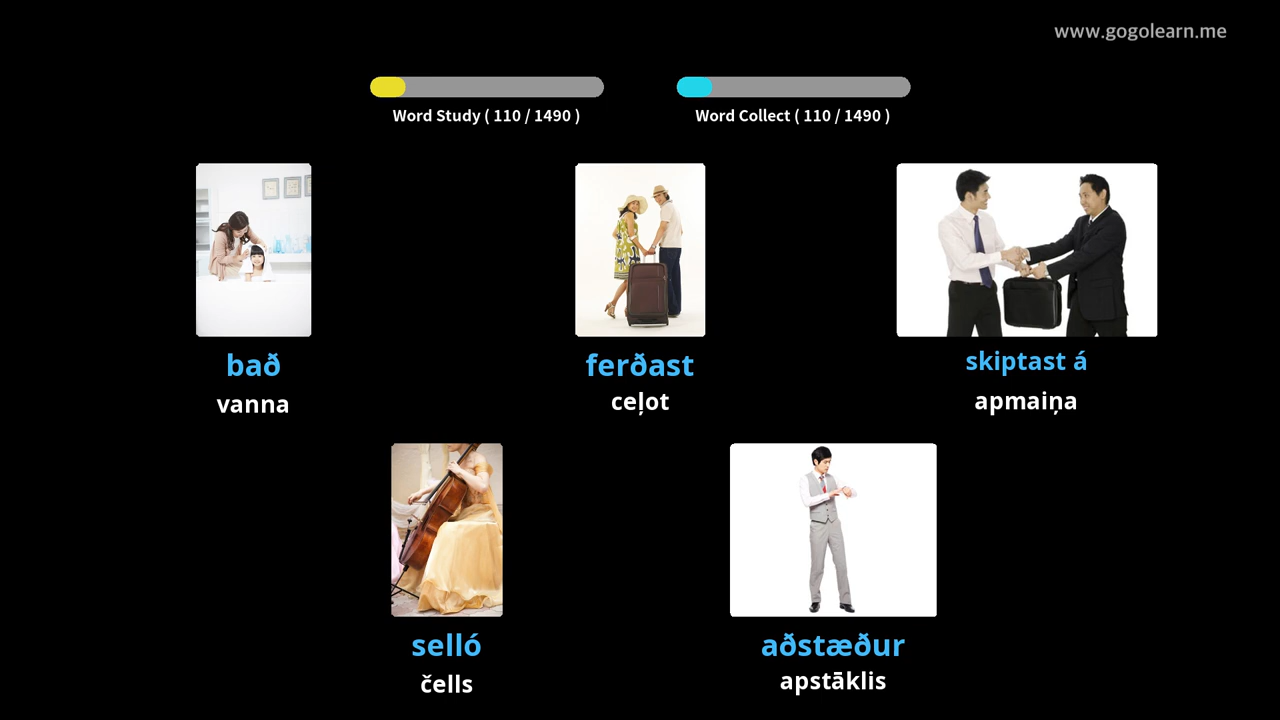 www.gogolearn.me
Word Study ( 110 / 1490 )
Word Collect ( 110 / 1490 )
bað
vanna
ferðast
ceļot
skiptast á
apmaiņa
selló
čells
aðstæður
apstāklis